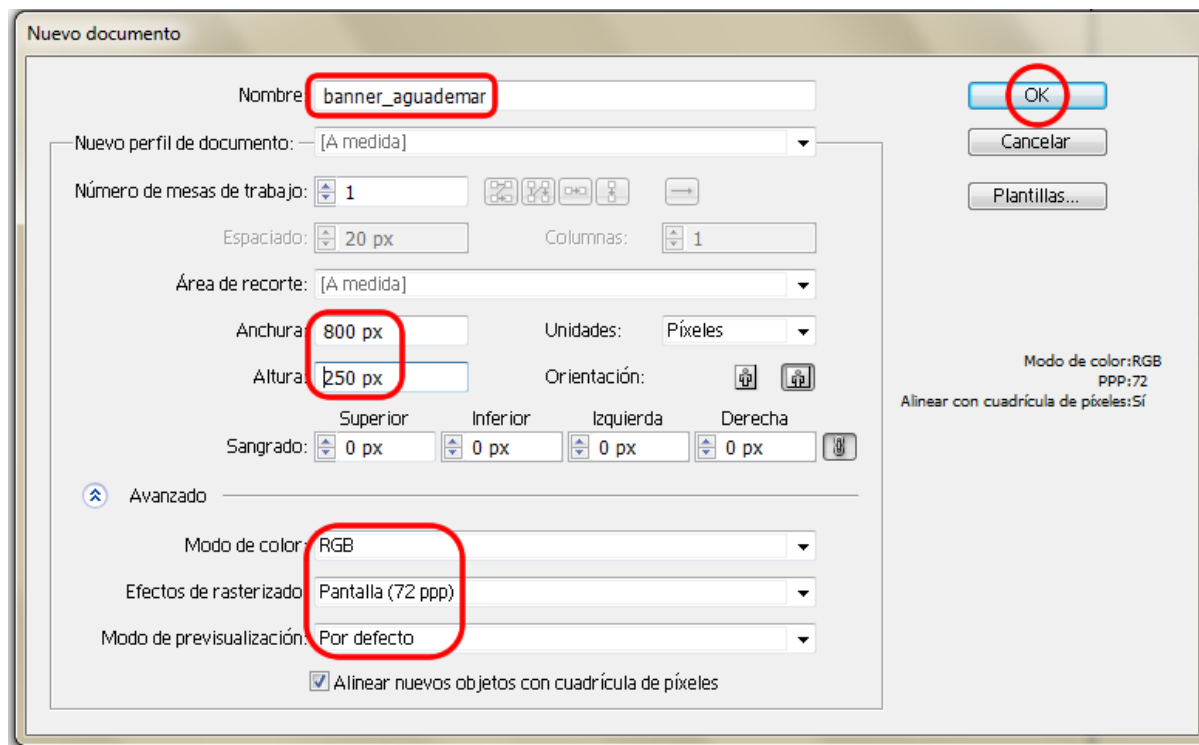 Nuevo documento
Nombre: banner_aguademar
OK
Nuevo perfil de documento: [A medida]
Cancelar
Número de mesas de trabajo: 1
Plantillas...
Espaciado: 20 px Columnas: 1
Área de recorte: [A medida]
Anchura: 800 px Unidades: Píxeles
Altura: 250 px Orientación:
Modo de color:RGB
PPP:72
Alinear con cuadrícula de píxeles:Sí
Superior Inferior Izquierda Derecha
Sangrado: 0 px 0 px 0 px 0 px
Avanzado
Modo de color: RGB
Efectos de rasterizado: Pantalla (72 ppp)
Modo de previsualización: Por defecto
Alinear nuevos objetos con cuadrícula de píxeles